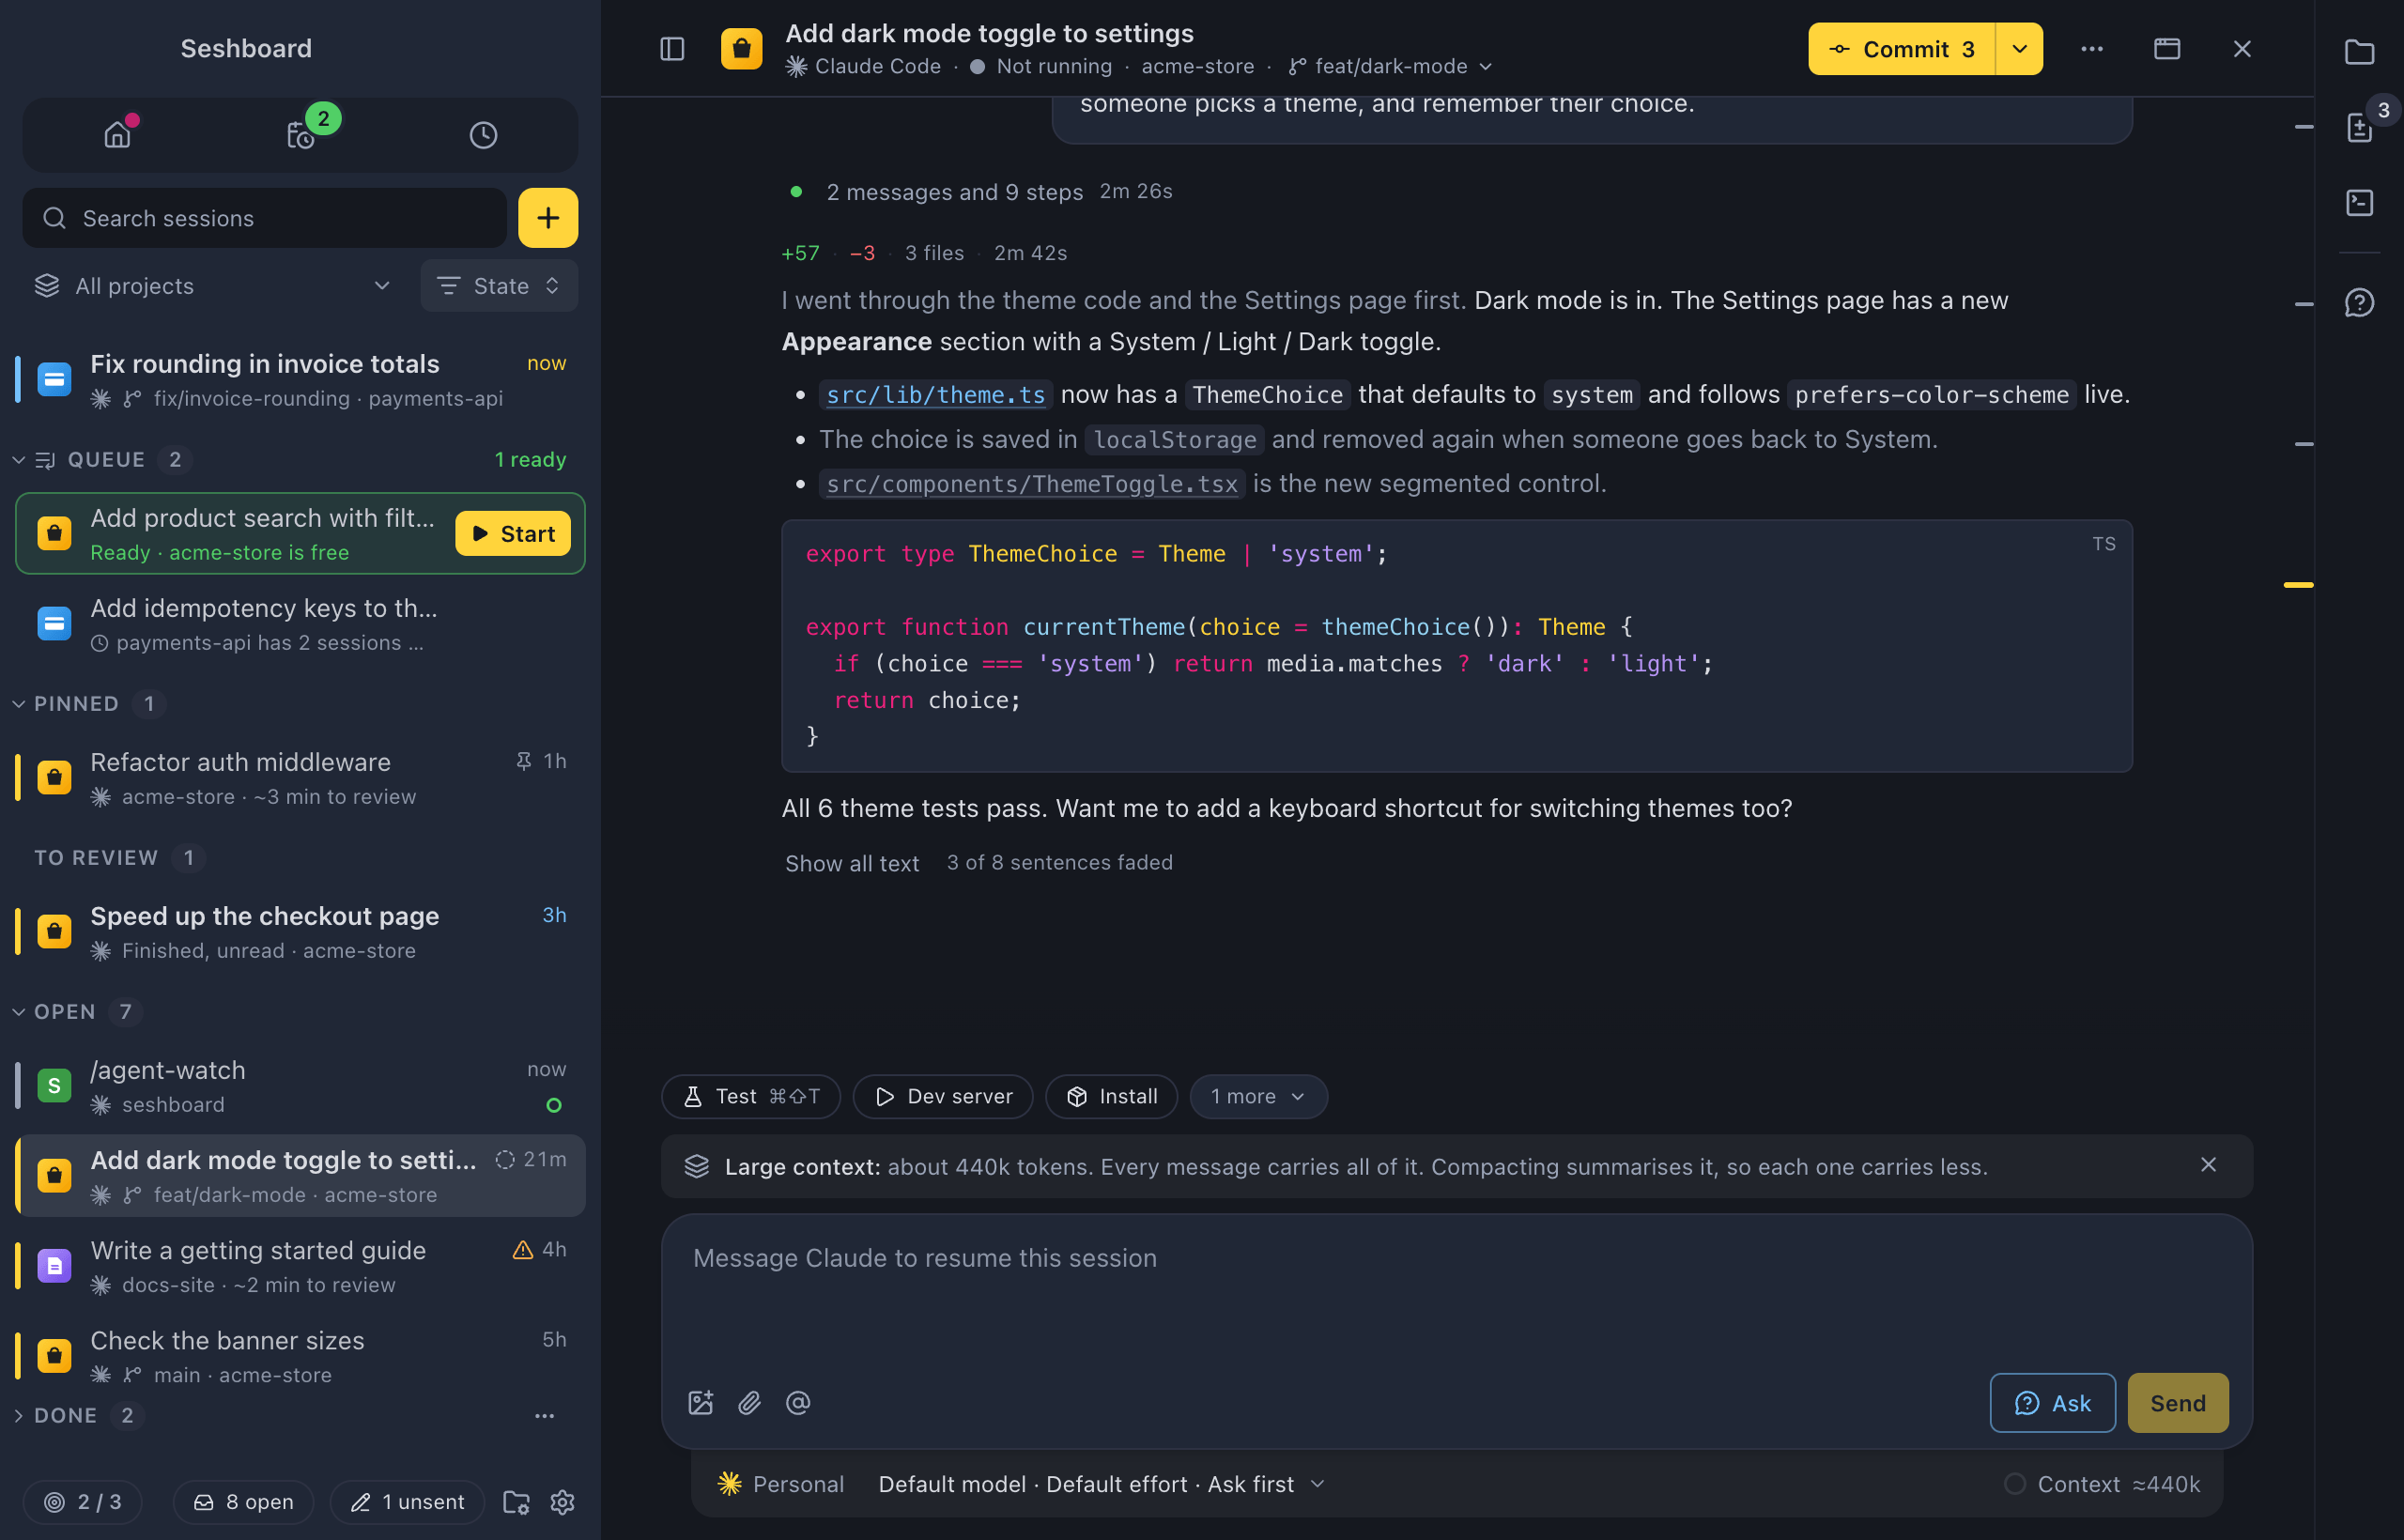 Seshboard
2
Search sessions
All projects
State
Fix rounding in invoice totals
now
fix/invoice-rounding · payments-api
QUEUE 2
1 ready
Add product search with filt...
Ready · acme-store is free
Start
Add idempotency keys to th...
payments-api has 2 sessions ...
PINNED 1
Refactor auth middleware
1h
acme-store · ~3 min to review
TO REVIEW 1
Speed up the checkout page
3h
Finished, unread · acme-store
OPEN 7
S
/agent-watch
now
seshboard
Add dark mode toggle to setti...
21m
feat/dark-mode · acme-store
Write a getting started guide
4h
docs-site · ~2 min to review
Check the banner sizes
5h
main · acme-store
DONE 2
2 / 3
8 open
1 unsent
Add dark mode toggle to settings
Claude Code · Not running · acme-store · feat/dark-mode
Commit 3
3
someone picks a theme, and remember their choice.
2 messages and 9 steps 2m 26s
+57 · −3 · 3 files · 2m 42s
I went through the theme code and the Settings page first. Dark mode is in. The Settings page has a new
Appearance section with a System / Light / Dark toggle.
• src/lib/theme.ts now has a ThemeChoice that defaults to system and follows prefers-color-scheme live.
• The choice is saved in localStorage and removed again when someone goes back to System.
• src/components/ThemeToggle.tsx is the new segmented control.
TS
export type ThemeChoice = Theme | 'system';
export function currentTheme(choice = themeChoice()): Theme {
if (choice === 'system') return media.matches ? 'dark' : 'light';
return choice;
}
All 6 theme tests pass. Want me to add a keyboard shortcut for switching themes too?
Show all text 3 of 8 sentences faded
Test ⌘⇧T
Dev server
Install
1 more
Large context: about 440k tokens. Every message carries all of it. Compacting summarises it, so each one carries less.
Message Claude to resume this session
Ask
Send
Personal Default model · Default effort · Ask first
Context ≈440k